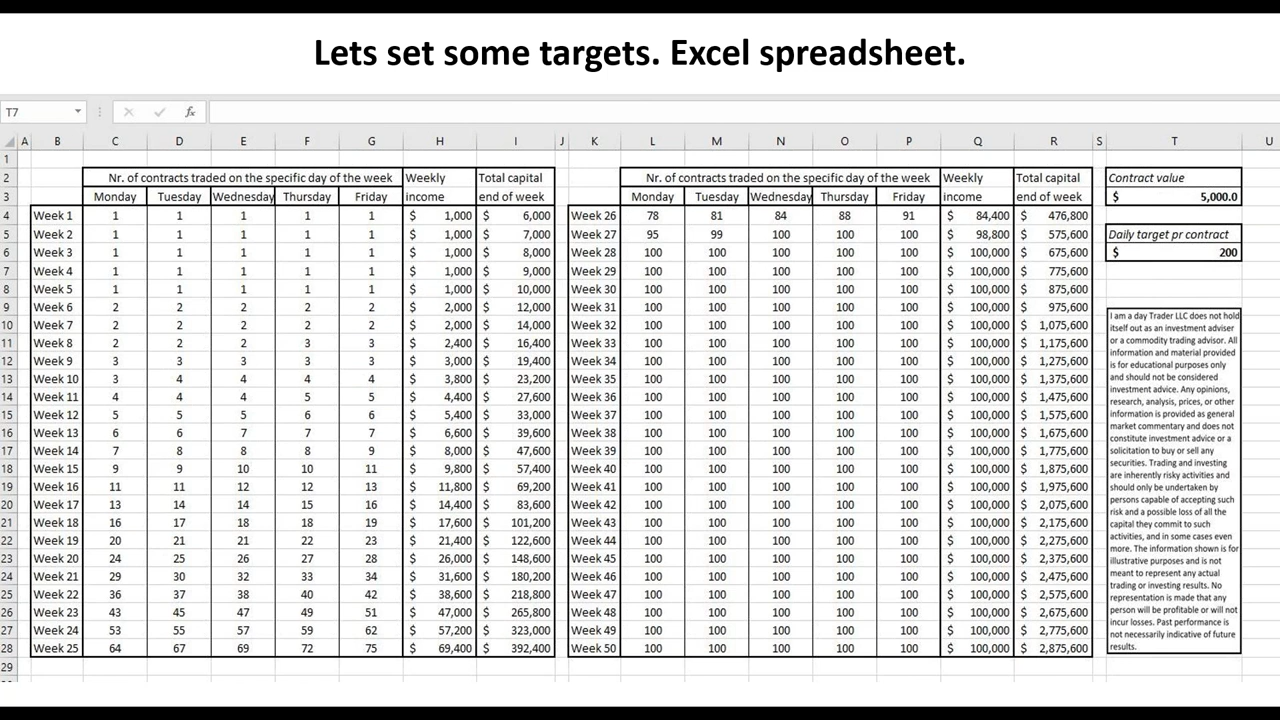 Lets set some targets. Excel spreadsheet.
T7 fx
A B C D E F G H I J K L M N O P Q R S T U
1
2 Nr. of contracts traded on the specific day of the week Weekly Total capital Nr. of contracts traded on the specific day of the week Weekly Total capital Contract value
3 Monday Tuesday Wednesday Thursday Friday income end of week Monday Tuesday Wednesday Thursday Friday income end of week $ 5,000.0
4 Week 1 1 1 1 1 1 $ 1,000 $ 6,000 Week 26 78 81 84 88 91 $ 84,400 $ 476,800
5 Week 2 1 1 1 1 1 $ 1,000 $ 7,000 Week 27 95 99 100 100 100 $ 98,800 $ 575,600 Daily target pr contract
6 Week 3 1 1 1 1 1 $ 1,000 $ 8,000 Week 28 100 100 100 100 100 $ 100,000 $ 675,600 $ 200
7 Week 4 1 1 1 1 1 $ 1,000 $ 9,000 Week 29 100 100 100 100 100 $ 100,000 $ 775,600
8 Week 5 1 1 1 1 1 $ 1,000 $ 10,000 Week 30 100 100 100 100 100 $ 100,000 $ 875,600
9 Week 6 2 2 2 2 2 $ 2,000 $ 12,000 Week 31 100 100 100 100 100 $ 100,000 $ 975,600
10 Week 7 2 2 2 2 2 $ 2,000 $ 14,000 Week 32 100 100 100 100 100 $ 100,000 $ 1,075,600
11 Week 8 2 2 2 3 3 $ 2,400 $ 16,400 Week 33 100 100 100 100 100 $ 100,000 $ 1,175,600
12 Week 9 3 3 3 3 3 $ 3,000 $ 19,400 Week 34 100 100 100 100 100 $ 100,000 $ 1,275,600
13 Week 10 3 4 4 4 4 $ 3,800 $ 23,200 Week 35 100 100 100 100 100 $ 100,000 $ 1,375,600
14 Week 11 4 4 4 5 5 $ 4,400 $ 27,600 Week 36 100 100 100 100 100 $ 100,000 $ 1,475,600
15 Week 12 5 5 5 6 6 $ 5,400 $ 33,000 Week 37 100 100 100 100 100 $ 100,000 $ 1,575,600
16 Week 13 6 6 7 7 7 $ 6,600 $ 39,600 Week 38 100 100 100 100 100 $ 100,000 $ 1,675,600
17 Week 14 7 8 8 8 9 $ 8,000 $ 47,600 Week 39 100 100 100 100 100 $ 100,000 $ 1,775,600
18 Week 15 9 9 10 10 11 $ 9,800 $ 57,400 Week 40 100 100 100 100 100 $ 100,000 $ 1,875,600
19 Week 16 11 11 12 12 13 $ 11,800 $ 69,200 Week 41 100 100 100 100 100 $ 100,000 $ 1,975,600
20 Week 17 13 14 14 15 16 $ 14,400 $ 83,600 Week 42 100 100 100 100 100 $ 100,000 $ 2,075,600
21 Week 18 16 17 18 18 19 $ 17,600 $ 101,200 Week 43 100 100 100 100 100 $ 100,000 $ 2,175,600
22 Week 19 20 21 21 22 23 $ 21,400 $ 122,600 Week 44 100 100 100 100 100 $ 100,000 $ 2,275,600
23 Week 20 24 25 26 27 28 $ 26,000 $ 148,600 Week 45 100 100 100 100 100 $ 100,000 $ 2,375,600
24 Week 21 29 30 32 33 34 $ 31,600 $ 180,200 Week 46 100 100 100 100 100 $ 100,000 $ 2,475,600
25 Week 22 36 37 38 40 42 $ 38,600 $ 218,800 Week 47 100 100 100 100 100 $ 100,000 $ 2,575,600
26 Week 23 43 45 47 49 51 $ 47,000 $ 265,800 Week 48 100 100 100 100 100 $ 100,000 $ 2,675,600
27 Week 24 53 55 57 59 62 $ 57,200 $ 323,000 Week 49 100 100 100 100 100 $ 100,000 $ 2,775,600
28 Week 25 64 67 69 72 75 $ 69,400 $ 392,400 Week 50 100 100 100 100 100 $ 100,000 $ 2,875,600
29
I am a day Trader LLC does not hold
itself out as an investment adviser
or a commodity trading advisor. All
information and material provided
is for educational purposes only
and should not be considered
investment advice. Any opinions,
research, analysis, prices, or other
information is provided as general
market commentary and does not
constitute investment advice or a
solicitation to buy or sell any
securities. Trading and investing
are inherently risky activities and
should only be undertaken by
persons capable of accepting such
risk and a possible loss of all the
capital they commit to such
activities, and in some cases even
more. The information shown is for
illustrative purposes and is not
meant to represent any actual
trading or investing results. No
representation is made that any
person will be profitable or will not
incur losses. Past performance is
not necessarily indicative of future
results.